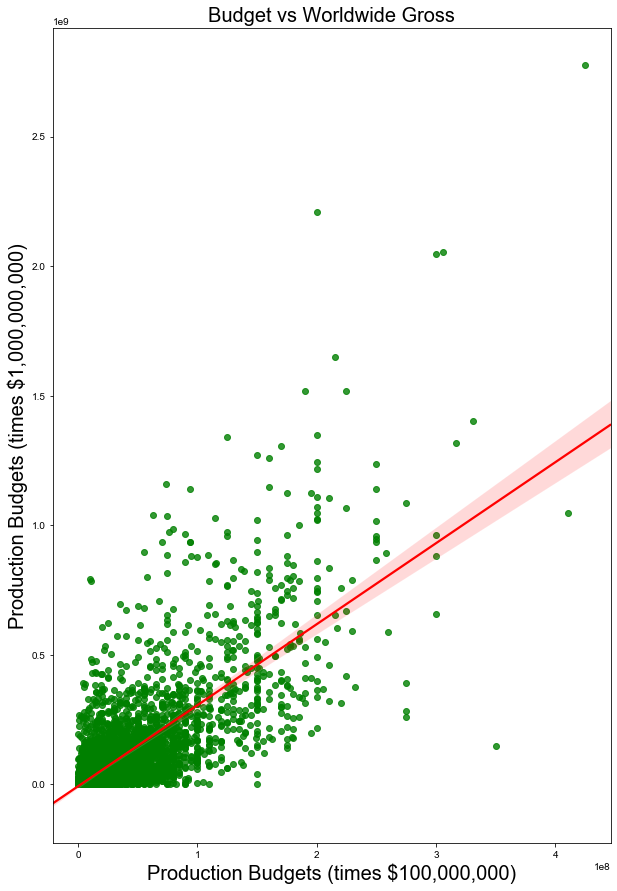 Budget vs Worldwide Gross
1e9
Production Budgets (times $1,000,000,000)
2.5
2.0
1.5
1.0
0.5
0.0
0 1 2 3 4
1e8
Production Budgets (times $100,000,000)